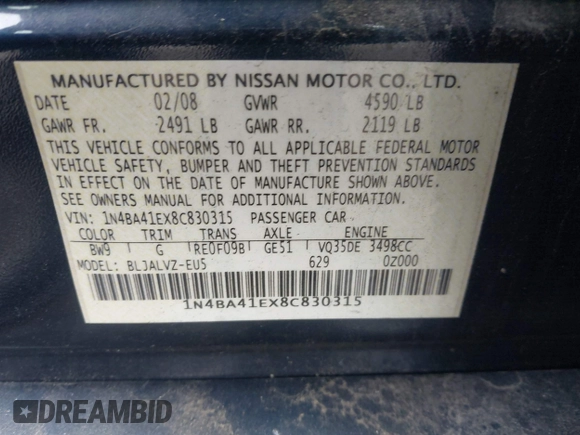 MANUFACTURED BY NISSAN MOTOR CO., LTD.
DATE 02/08 GVWR 4590 LB
GAWR FR. 2491 LB GAWR RR. 2119 LB
THIS VEHICLE CONFORMS TO ALL APPLICABLE FEDERAL MOTOR
VEHICLE SAFETY, BUMPER AND THEFT PREVENTION STANDARDS
IN EFFECT ON THE DATE OF MANUFACTURE SHOWN ABOVE.
SEE OWNERS MANUAL FOR ADDITIONAL INFORMATION.
VIN: 1N4BA41EX8C830315 PASSENGER CAR
COLOR TRIM TRANS AXLE ENGINE
BW9 G RE0F09B GE51 VQ35DE 3498CC
MODEL: BLJALVZ-EU5 629 0Z000
1N4BA41EX8C830315
DREAMBID